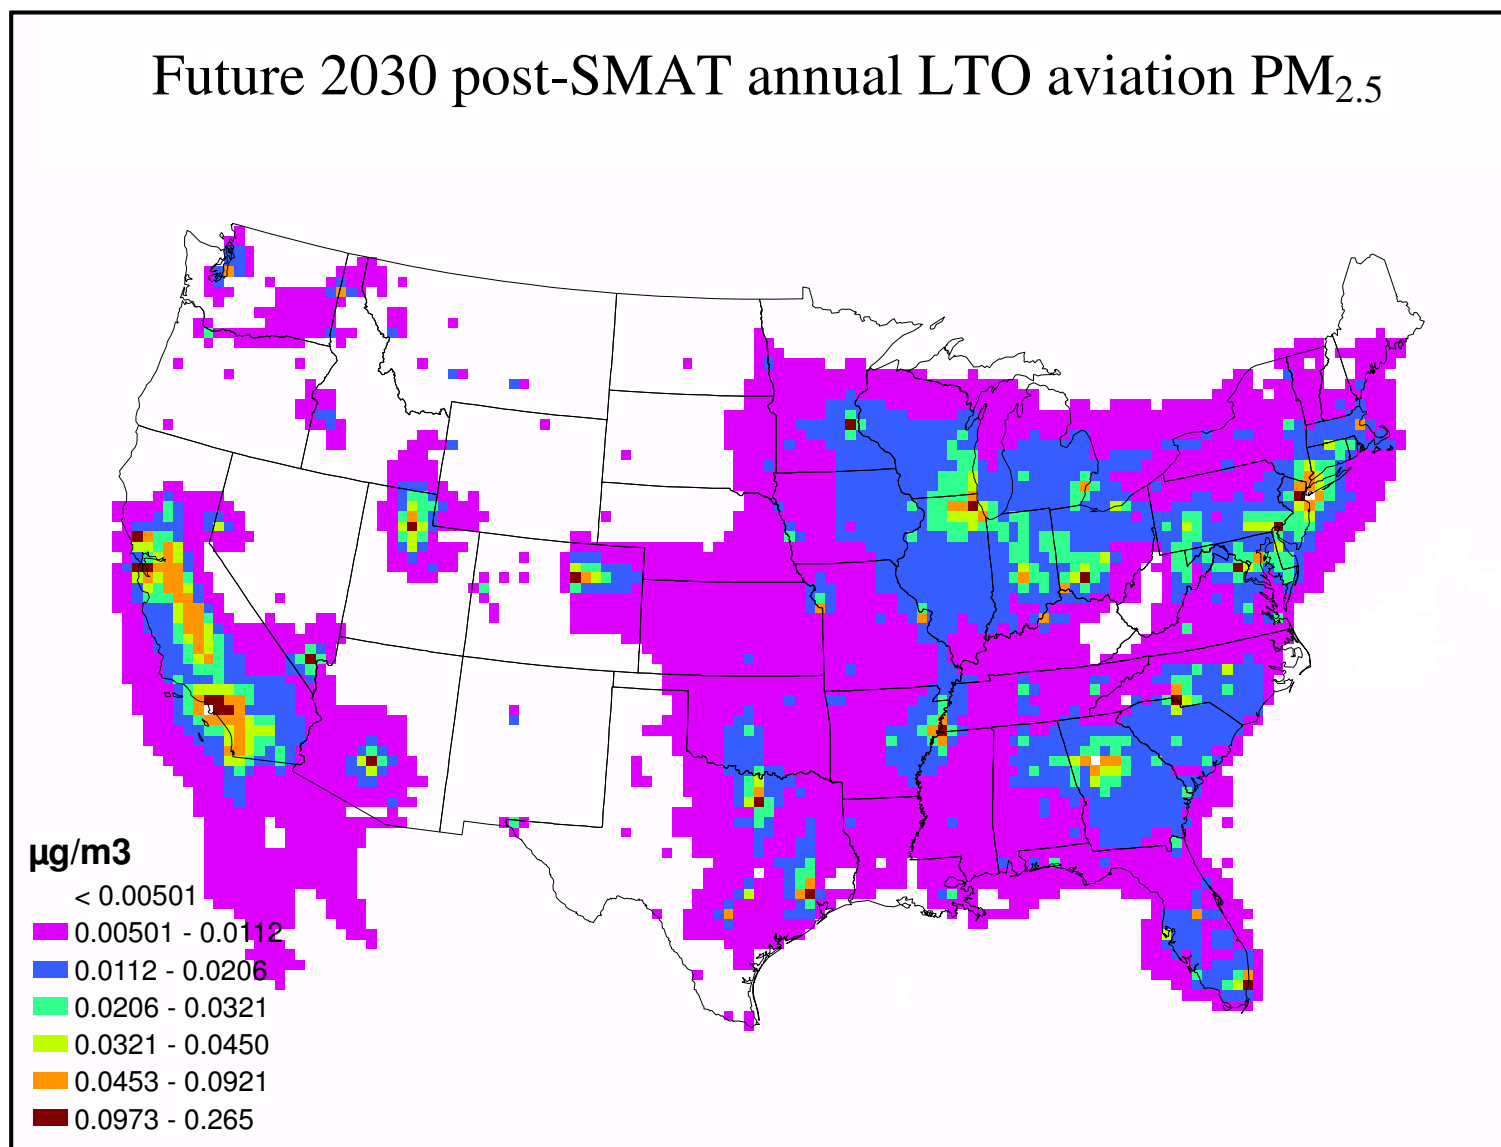 Future 2030 post-SMAT annual LTO aviation PM2.5
µg/m3
< 0.00501
0.00501 - 0.0112
0.0112 - 0.0206
0.0206 - 0.0321
0.0321 - 0.0450
0.0453 - 0.0921
0.0973 - 0.265